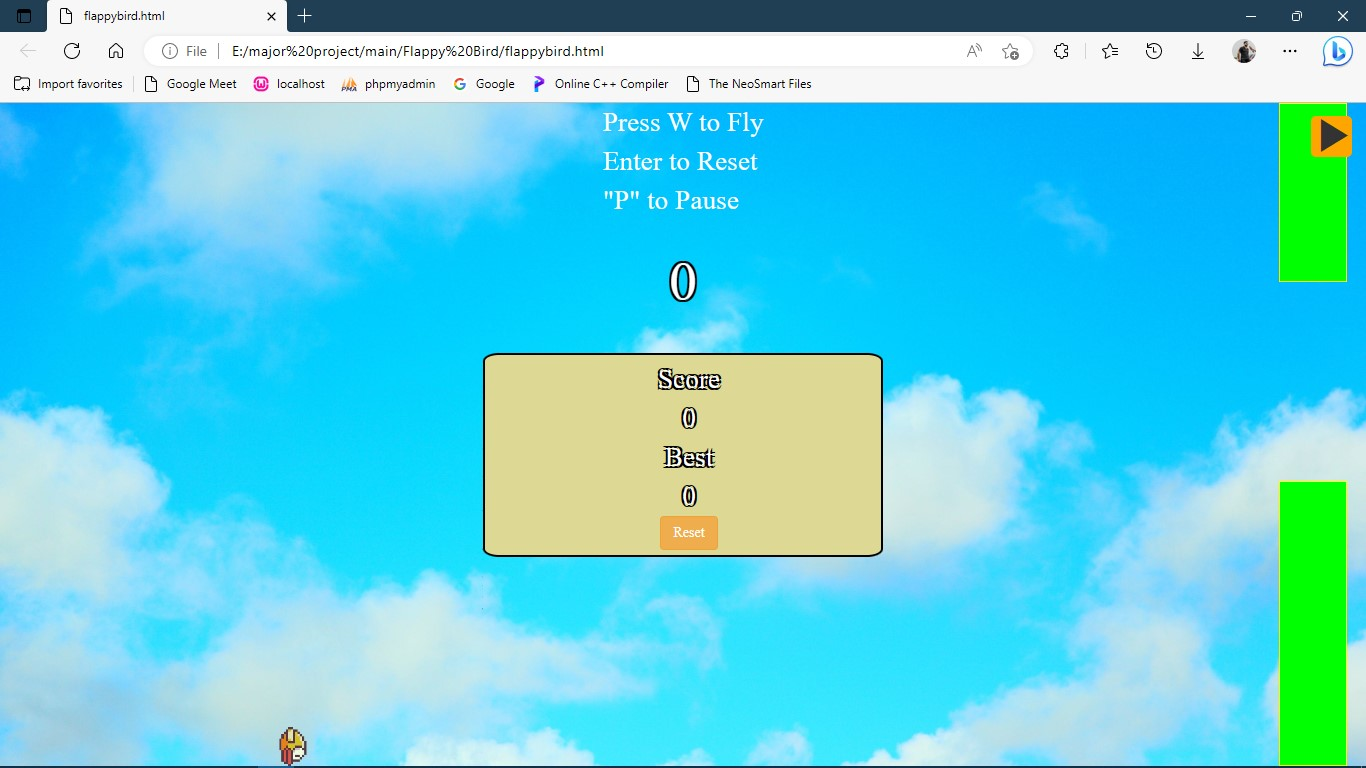 flappybird.html
File
E:/major%20project/main/Flappy%20Bird/flappybird.html
Import favorites
Google Meet
localhost
PMA
phpmyadmin
Google
Online C++ Compiler
The NeoSmart Files
Press W to Fly
Enter to Reset
"P" to Pause
0
Score
0
Best
0
Reset